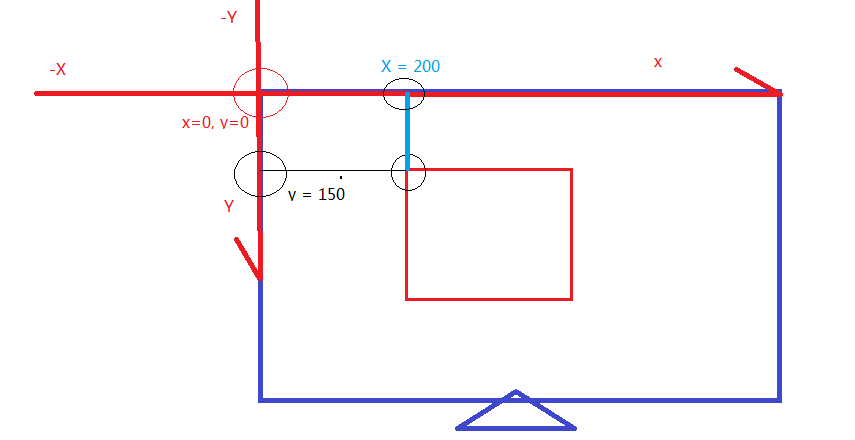 -Y
-X
X = 200
x
x=0, y=0
y = 150
Y